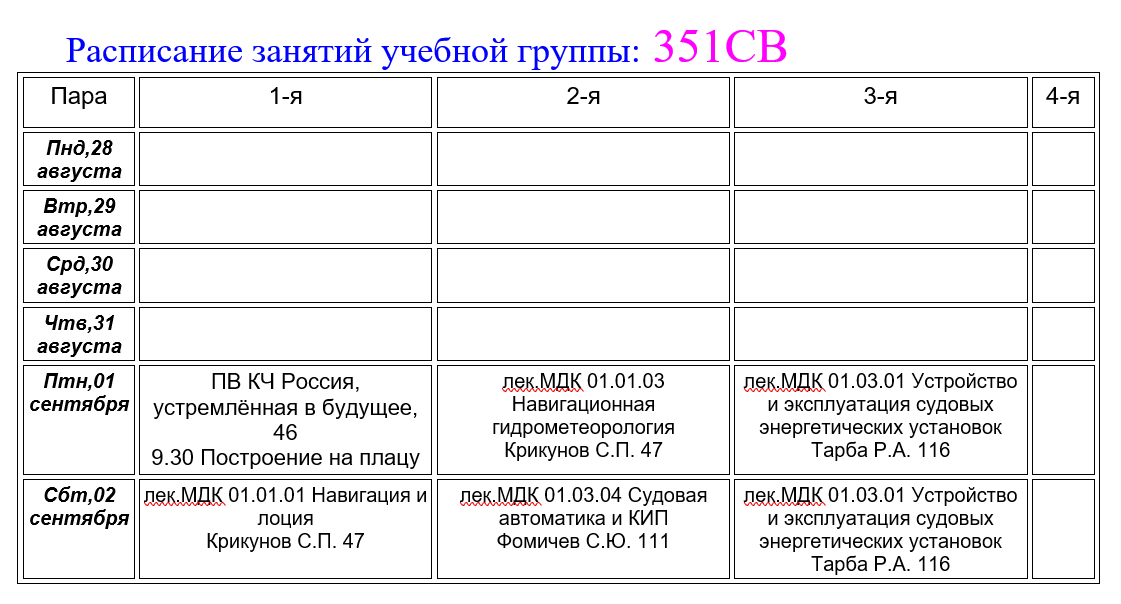 Расписание занятий учебной группы: 351СВ
Пара 1-я 2-я 3-я 4-я
Пнд,28
августа
Втр,29
августа
Срд,30
августа
Чтв,31
августа
Птн,01
сентября
ПВ КЧ Россия,
устремлённая в будущее,
46
9.30 Построение на плацу
лек.МДК 01.01.03
Навигационная
гидрометеорология
Крикунов С.П. 47
лек.МДК 01.03.01 Устройство
и эксплуатация судовых
энергетических установок
Тарба Р.А. 116
Сбт,02
сентября
лек.МДК 01.01.01 Навигация и
лоция
Крикунов С.П. 47
лек.МДК 01.03.04 Судовая
автоматика и КИП
Фомичев С.Ю. 111
лек.МДК 01.03.01 Устройство
и эксплуатация судовых
энергетических установок
Тарба Р.А. 116